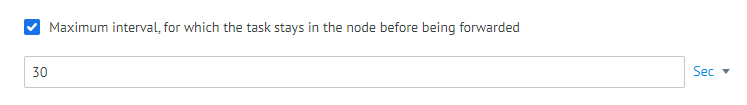 Maximum interval, for which the task stays in the node before being forwarded
30 Sec